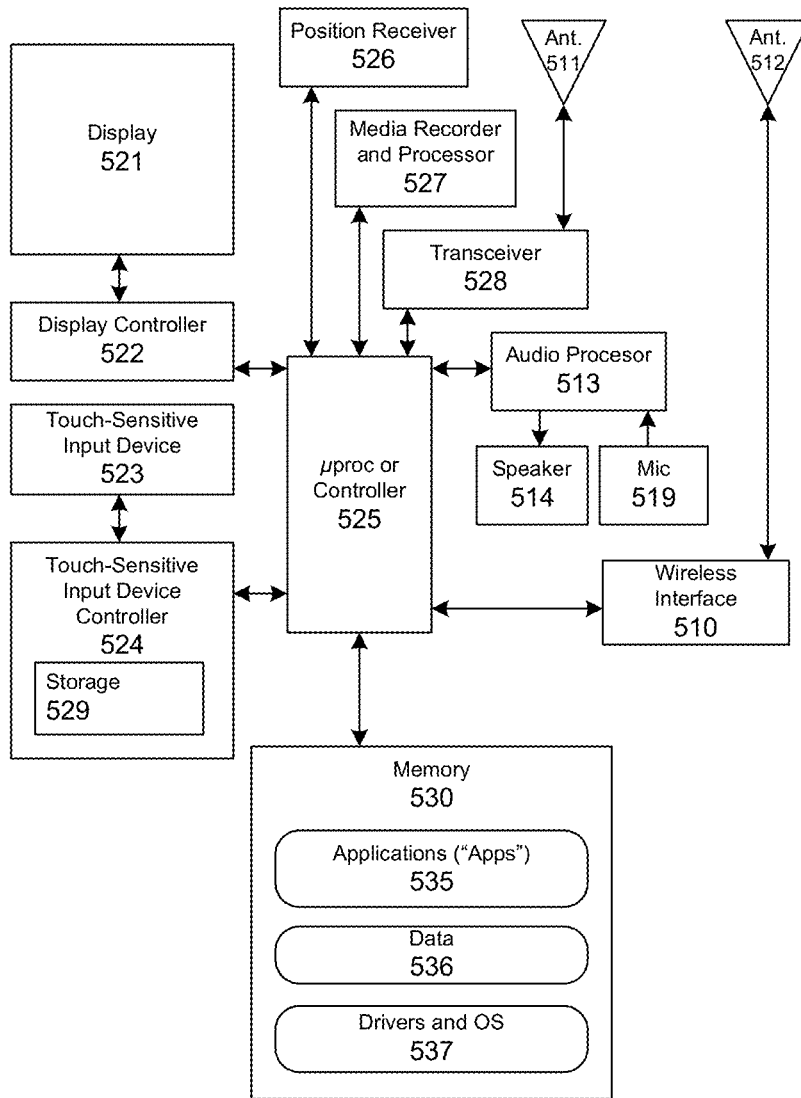 Position Receiver
526
Ant.
511
Ant.
512
Display
521
Media Recorder
and Processor
527
Transceiver
528
Display Controller
522
Audio Procesor
513
Touch-Sensitive
Input Device
523
µproc or
Controller
525
Speaker
514
Mic
519
Touch-Sensitive
Input Device
Controller
524
Storage
529
Wireless
Interface
510
Memory
530
Applications (“Apps”)
535
Data
536
Drivers and OS
537